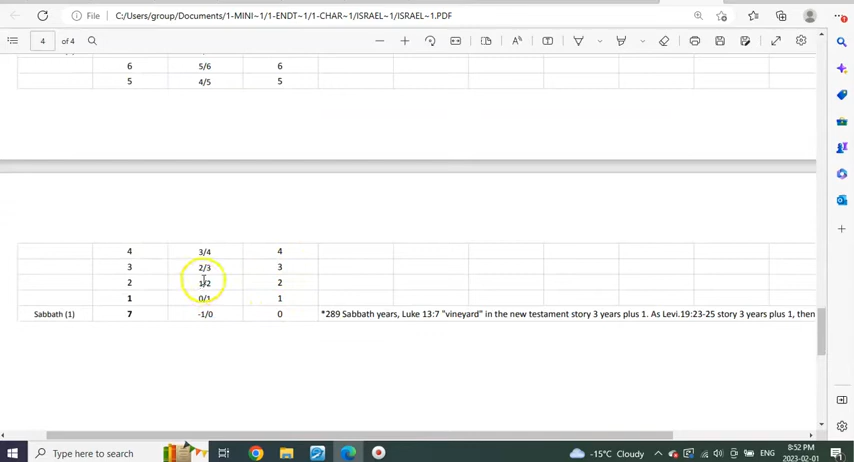 File
C:/Users/group/Documents/1-MINI~1/1-ENDT~1/1-CHAR~1/ISRAEL~1/ISRAEL~1.PDF
4 of 4
6 5/6 6
5 4/5 5
4 3/4 4
3 2/3 3
2 1/2 2
1 0/1 1
Sabbath (1) 7 -1/0 0 *289 Sabbath years, Luke 13:7 "vineyard" in the new testament story 3 years plus 1. As Levi.19:23-25 story 3 years plus 1, then
Type here to search
-15°C Cloudy
ENG
8:52 PM
2023-02-01